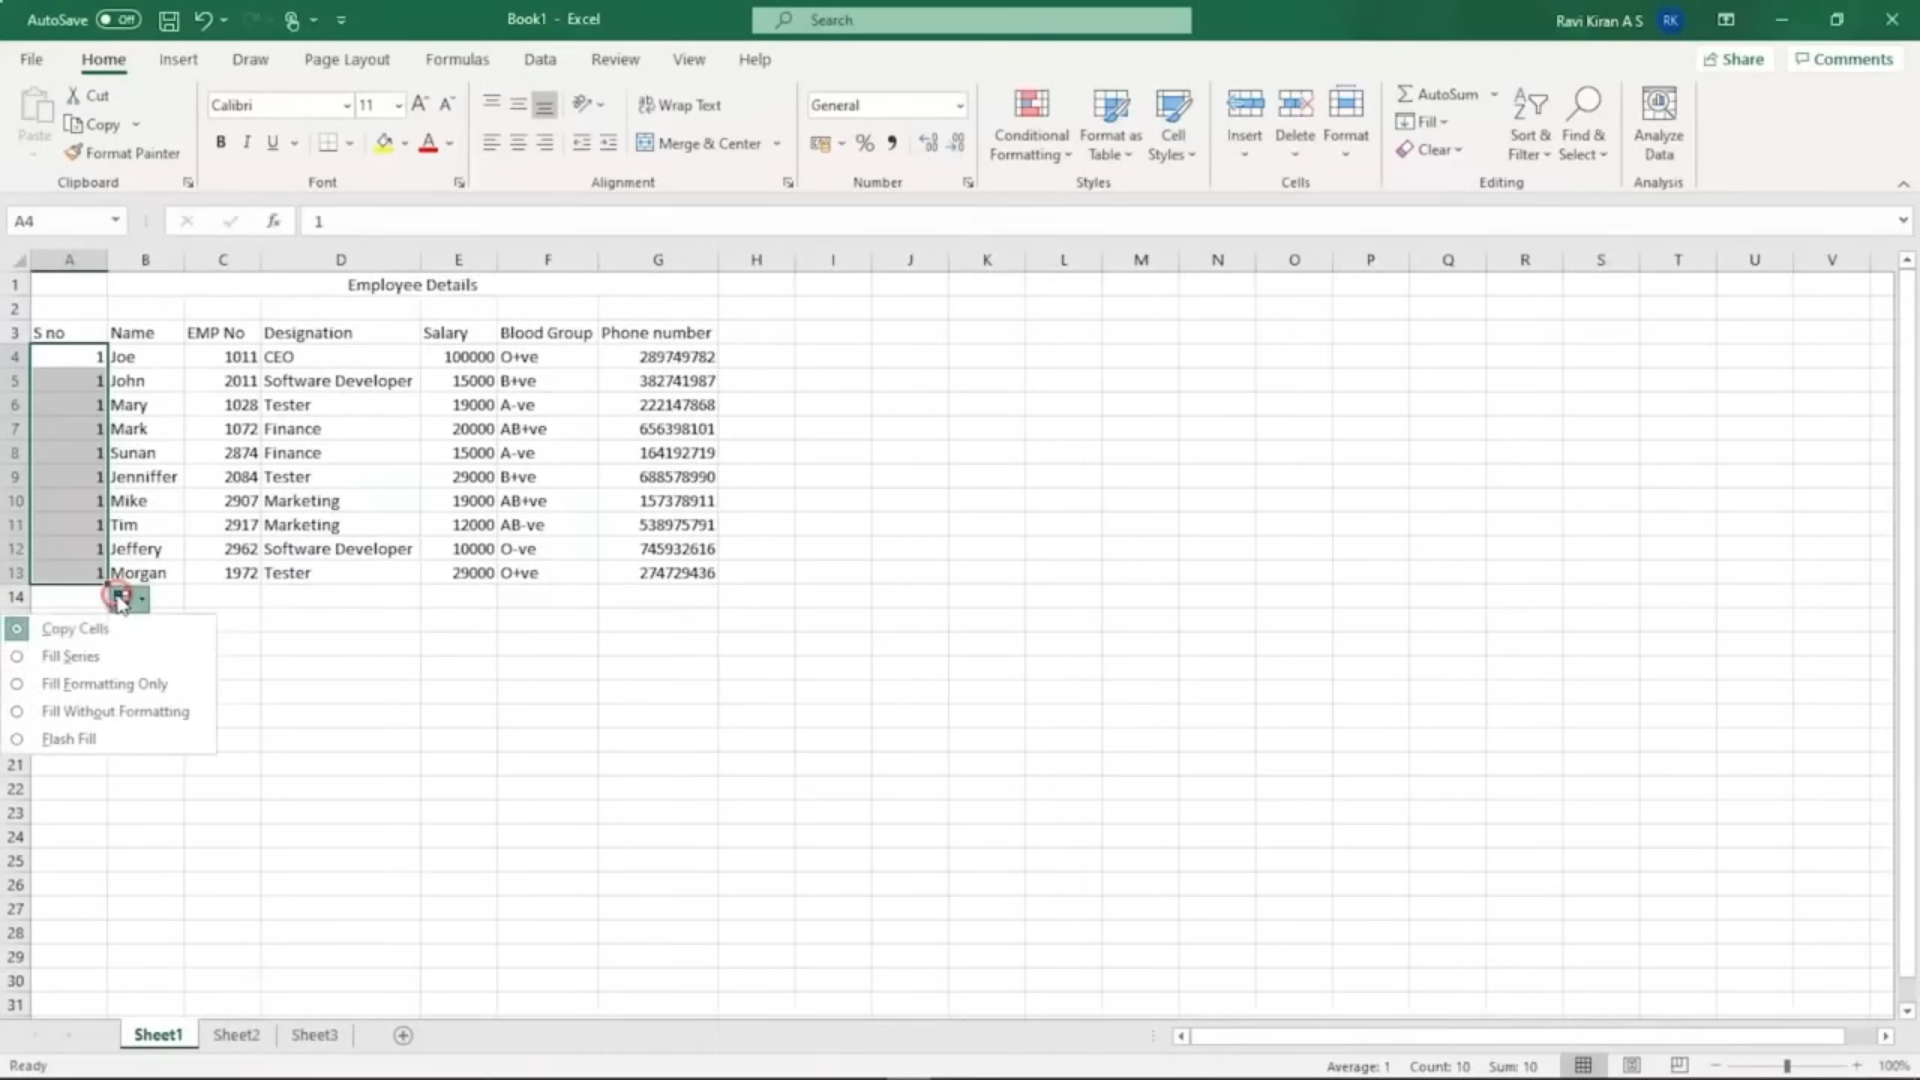 AutoSave Off Book1 - Excel Search Ravi Kiran A S RK
File Home Insert Draw Page Layout Formulas Data Review View Help Share Comments
Paste Cut Copy Format Painter Clipboard
Calibri 11 A A B I U A Font
Wrap Text Merge & Center Alignment
General % Number
Conditional Formatting Format as Table Cell Styles Styles
Insert Delete Format Cells
AutoSum Fill Clear Sort & Filter Find & Select Editing
Analyze Data Analysis
A4 fx 1
A B C D E F G H I J K L M N O P Q R S T U V
1 Employee Details
2
3 S no Name EMP No Designation Salary Blood Group Phone number
4 1 Joe 1011 CEO 100000 O+ve 289749782
5 1 John 2011 Software Developer 15000 B+ve 382741987
6 1 Mary 1028 Tester 19000 A-ve 222147868
7 1 Mark 1072 Finance 20000 AB+ve 656398101
8 1 Sunan 2874 Finance 15000 A-ve 164192719
9 1 Jenniffer 2084 Tester 29000 B+ve 688578990
10 1 Mike 2907 Marketing 19000 AB+ve 157378911
11 1 Tim 2917 Marketing 12000 AB-ve 538975791
12 1 Jeffery 2962 Software Developer 10000 O-ve 745932616
13 1 Morgan 1972 Tester 29000 O+ve 274729436
14
Copy Cells
Fill Series
Fill Formatting Only
Fill Without Formatting
Flash Fill
21
22
23
24
25
26
27
28
29
30
31
Sheet1 Sheet2 Sheet3
Ready Average: 1 Count: 10 Sum: 10 100%